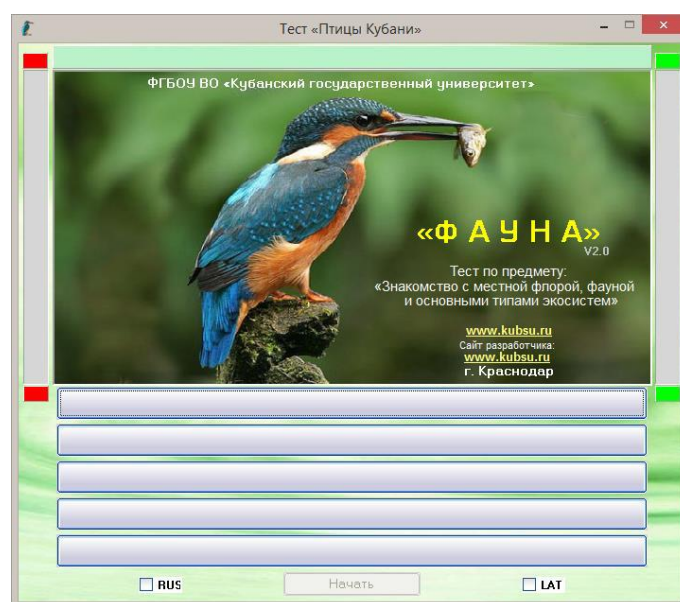 Тест «Птицы Кубани»
ФГБОУ ВО «Кубанский государственный университет»
«Ф А У Н А»
V2.0
Тест по предмету:
«Знакомство с местной флорой, фауной
и основными типами экосистем»
www.kubsu.ru
Сайт разработчика:
www.kubsu.ru
г. Краснодар
RUS
Начать
LAT